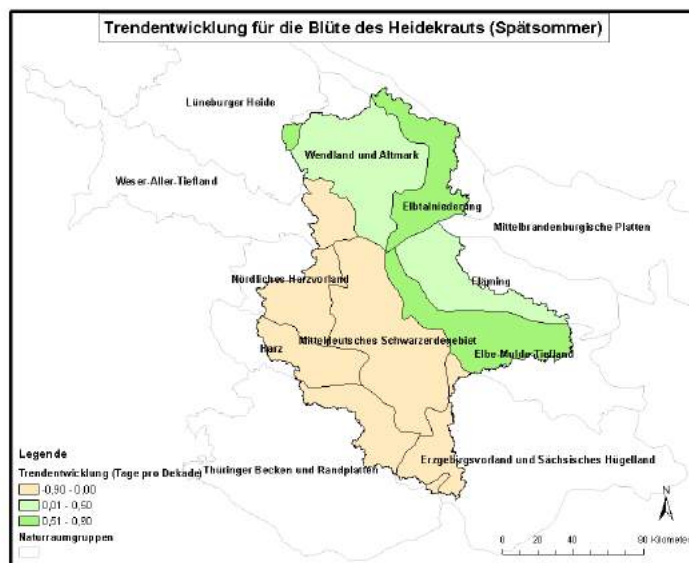 Trendentwicklung für die Blüte des Heidekrauts (Spätsommer)
Lüneburger Heide
Wendland und Altmark
Weser-Aller-Tiefland
Elbtalniederung
Mittelbrandenburgische Platten
Nördliches Harzvorland
Fläming
Mitteldeutsches Schwarzerdegebiet
Harz
Elbe-Mulde-Tiefland
Erzgebirgsvorland und Sächsisches Hügelland
Thüringer Becken und Randplatten
Legende
Trendentwicklung (Tage pro Dekade)
-0,90 - 0,00
0,01 - 0,50
0,51 - 0,80
Naturraumgruppen
N
0 20 40 80 Kilometer